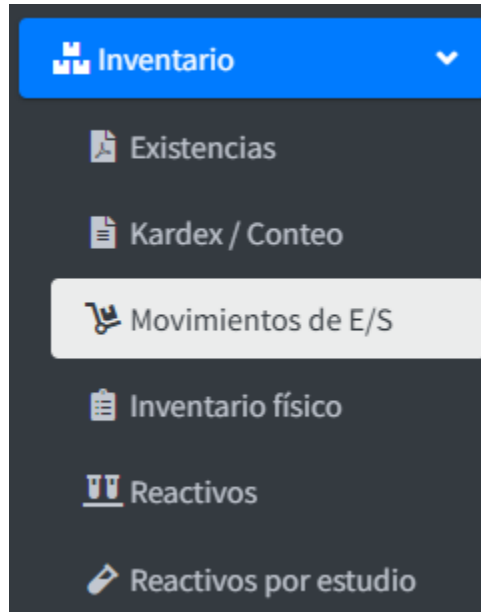 Inventario
Existencias
Kardex / Conteo
Movimientos de E/S
Inventario físico
Reactivos
Reactivos por estudio